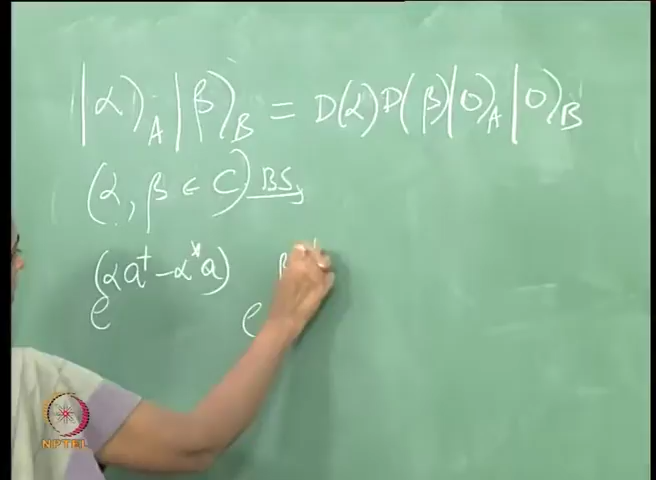 |α⟩_A |β⟩_B = D(α) D(β) |0⟩_A |0⟩_B
(α, β ∈ C) BS,
e^(αa† − α*a) e^β
NPTEL